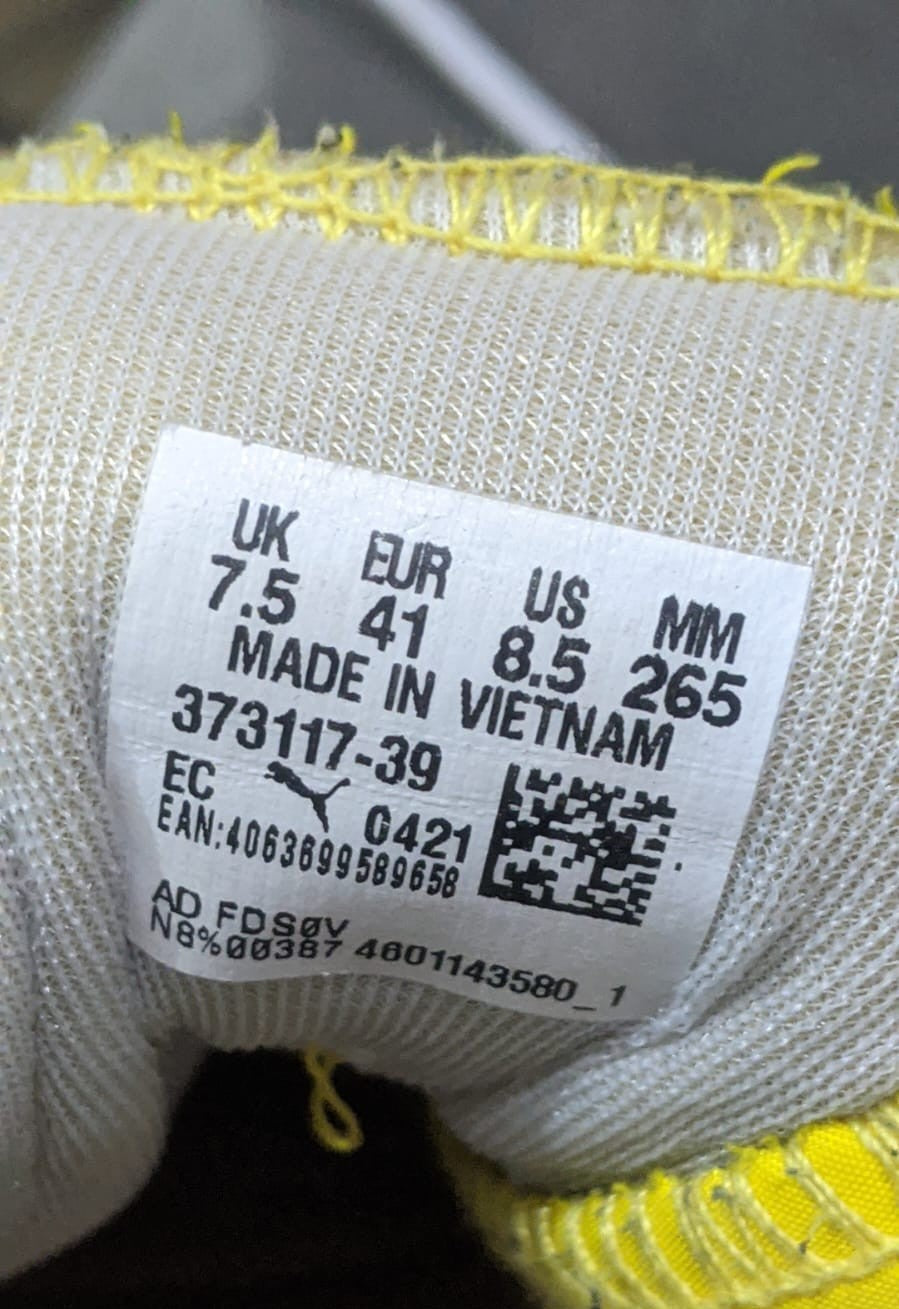 UK EUR US MM
7.5 41 8.5 265
MADE IN VIETNAM
373117-39
EC 0421
EAN:4063699589658
AD FDS0V
N8%00387 4601143580_1